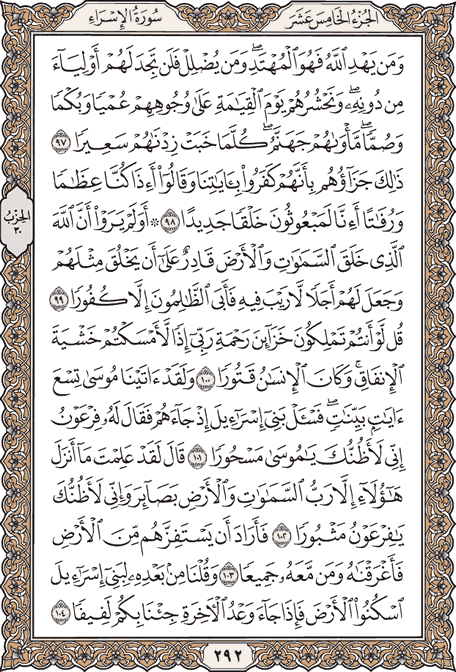 الجزء الخامس عشر
سورة الإسراء
وَمَن يَهْدِ ٱللَّهُ فَهُوَ ٱلْمُهْتَدِ ۖ وَمَن يُضْلِلْ فَلَن تَجِدَ لَهُمْ أَوْلِيَآءَ
مِن دُونِهِۦ ۖ وَنَحْشُرُهُمْ يَوْمَ ٱلْقِيَٰمَةِ عَلَىٰ وُجُوهِهِمْ عُمْيًا وَبُكْمًا
وَصُمًّا ۖ مَّأْوَىٰهُمْ جَهَنَّمُ ۖ كُلَّمَا خَبَتْ زِدْنَٰهُمْ سَعِيرًا ٩٧
ذَٰلِكَ جَزَآؤُهُم بِأَنَّهُمْ كَفَرُوا۟ بِـَٔايَٰتِنَا وَقَالُوٓا۟ أَءِذَا كُنَّا عِظَٰمًا
وَرُفَٰتًا أَءِنَّا لَمَبْعُوثُونَ خَلْقًا جَدِيدًا ٩٨ ۞ أَوَلَمْ يَرَوْا۟ أَنَّ ٱللَّهَ
ٱلَّذِى خَلَقَ ٱلسَّمَٰوَٰتِ وَٱلْأَرْضَ قَادِرٌ عَلَىٰٓ أَن يَخْلُقَ مِثْلَهُمْ
وَجَعَلَ لَهُمْ أَجَلًا لَّا رَيْبَ فِيهِ فَأَبَى ٱلظَّٰلِمُونَ إِلَّا كُفُورًا ٩٩
قُل لَّوْ أَنتُمْ تَمْلِكُونَ خَزَآئِنَ رَحْمَةِ رَبِّىٓ إِذًا لَّأَمْسَكْتُمْ خَشْيَةَ
ٱلْإِنفَاقِ ۚ وَكَانَ ٱلْإِنسَٰنُ قَتُورًا ١٠٠ وَلَقَدْ ءَاتَيْنَا مُوسَىٰ تِسْعَ
ءَايَٰتٍۭ بَيِّنَٰتٍ ۖ فَسْـَٔلْ بَنِىٓ إِسْرَٰٓءِيلَ إِذْ جَآءَهُمْ فَقَالَ لَهُۥ فِرْعَوْنُ
إِنِّى لَأَظُنُّكَ يَٰمُوسَىٰ مَسْحُورًا ١٠١ قَالَ لَقَدْ عَلِمْتَ مَآ أَنزَلَ
هَٰٓؤُلَآءِ إِلَّا رَبُّ ٱلسَّمَٰوَٰتِ وَٱلْأَرْضِ بَصَآئِرَ وَإِنِّى لَأَظُنُّكَ
يَٰفِرْعَوْنُ مَثْبُورًا ١٠٢ فَأَرَادَ أَن يَسْتَفِزَّهُم مِّنَ ٱلْأَرْضِ
فَأَغْرَقْنَٰهُ وَمَن مَّعَهُۥ جَمِيعًا ١٠٣ وَقُلْنَا مِنۢ بَعْدِهِۦ لِبَنِىٓ إِسْرَٰٓءِيلَ
ٱسْكُنُوا۟ ٱلْأَرْضَ فَإِذَا جَآءَ وَعْدُ ٱلْءَاخِرَةِ جِئْنَا بِكُمْ لَفِيفًا ١٠٤
الحزب
٣٠
٢٩٢